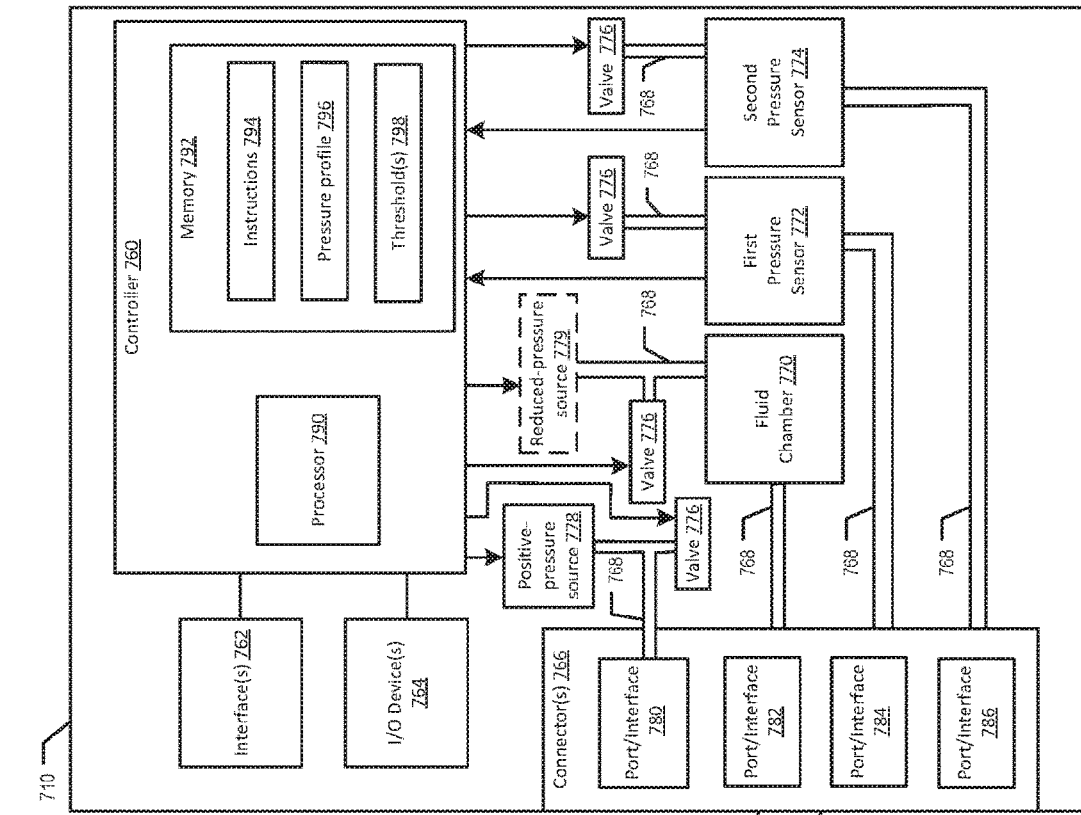 710
Controller 760
Memory 792
Instructions 794
Pressure profile 796
Threshold(s) 798
Processor 790
Interface(s) 762
I/O Device(s)
764
Valve 776
768
Second
Pressure
Sensor 774
Valve 776
768
First
Pressure
Sensor 772
Reduced-pressure
source 779
768
Valve 776
Fluid
Chamber 770
Positive-
pressure
source 778
Valve 776
768
768
768
768
Connector(s) 766
Port/Interface
780
Port/Interface
782
Port/Interface
784
Port/Interface
786